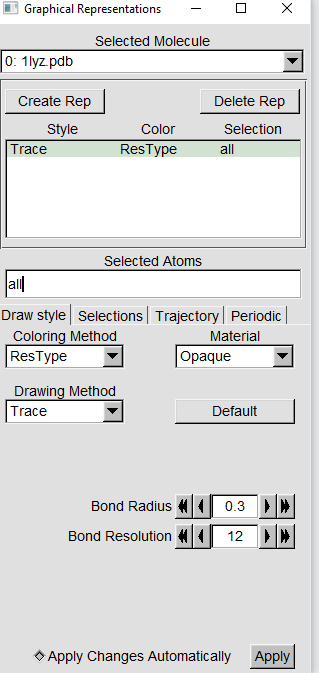 Graphical Representations
Selected Molecule
0: 1lyz.pdb
Create Rep Delete Rep
Style Color Selection
Trace ResType all
Selected Atoms
all
Draw style Selections Trajectory Periodic
Coloring Method Material
ResType Opaque
Drawing Method
Trace Default
Bond Radius 0.3
Bond Resolution 12
Apply Changes Automatically Apply